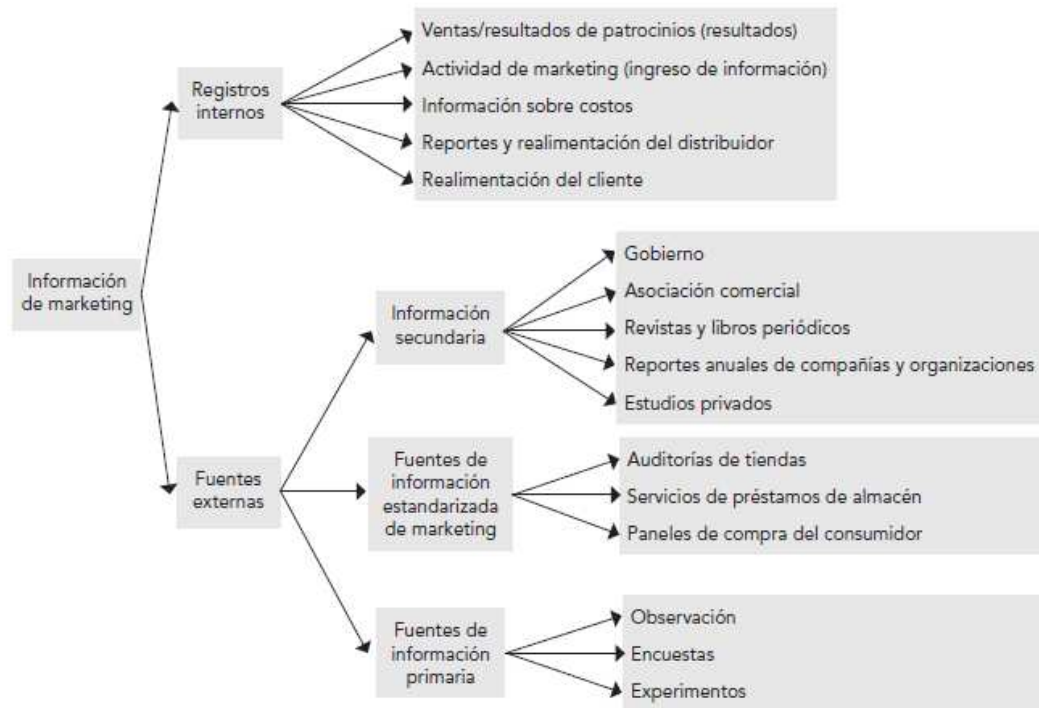 Información
de marketing
Registros
internos
Ventas/resultados de patrocinios (resultados)
Actividad de marketing (ingreso de información)
Información sobre costos
Reportes y realimentación del distribuidor
Realimentación del cliente
Fuentes
externas
Información
secundaria
Gobierno
Asociación comercial
Revistas y libros periódicos
Reportes anuales de compañías y organizaciones
Estudios privados
Fuentes de
información
estandarizada
de marketing
Auditorías de tiendas
Servicios de préstamos de almacén
Paneles de compra del consumidor
Fuentes de
información
primaria
Observación
Encuestas
Experimentos